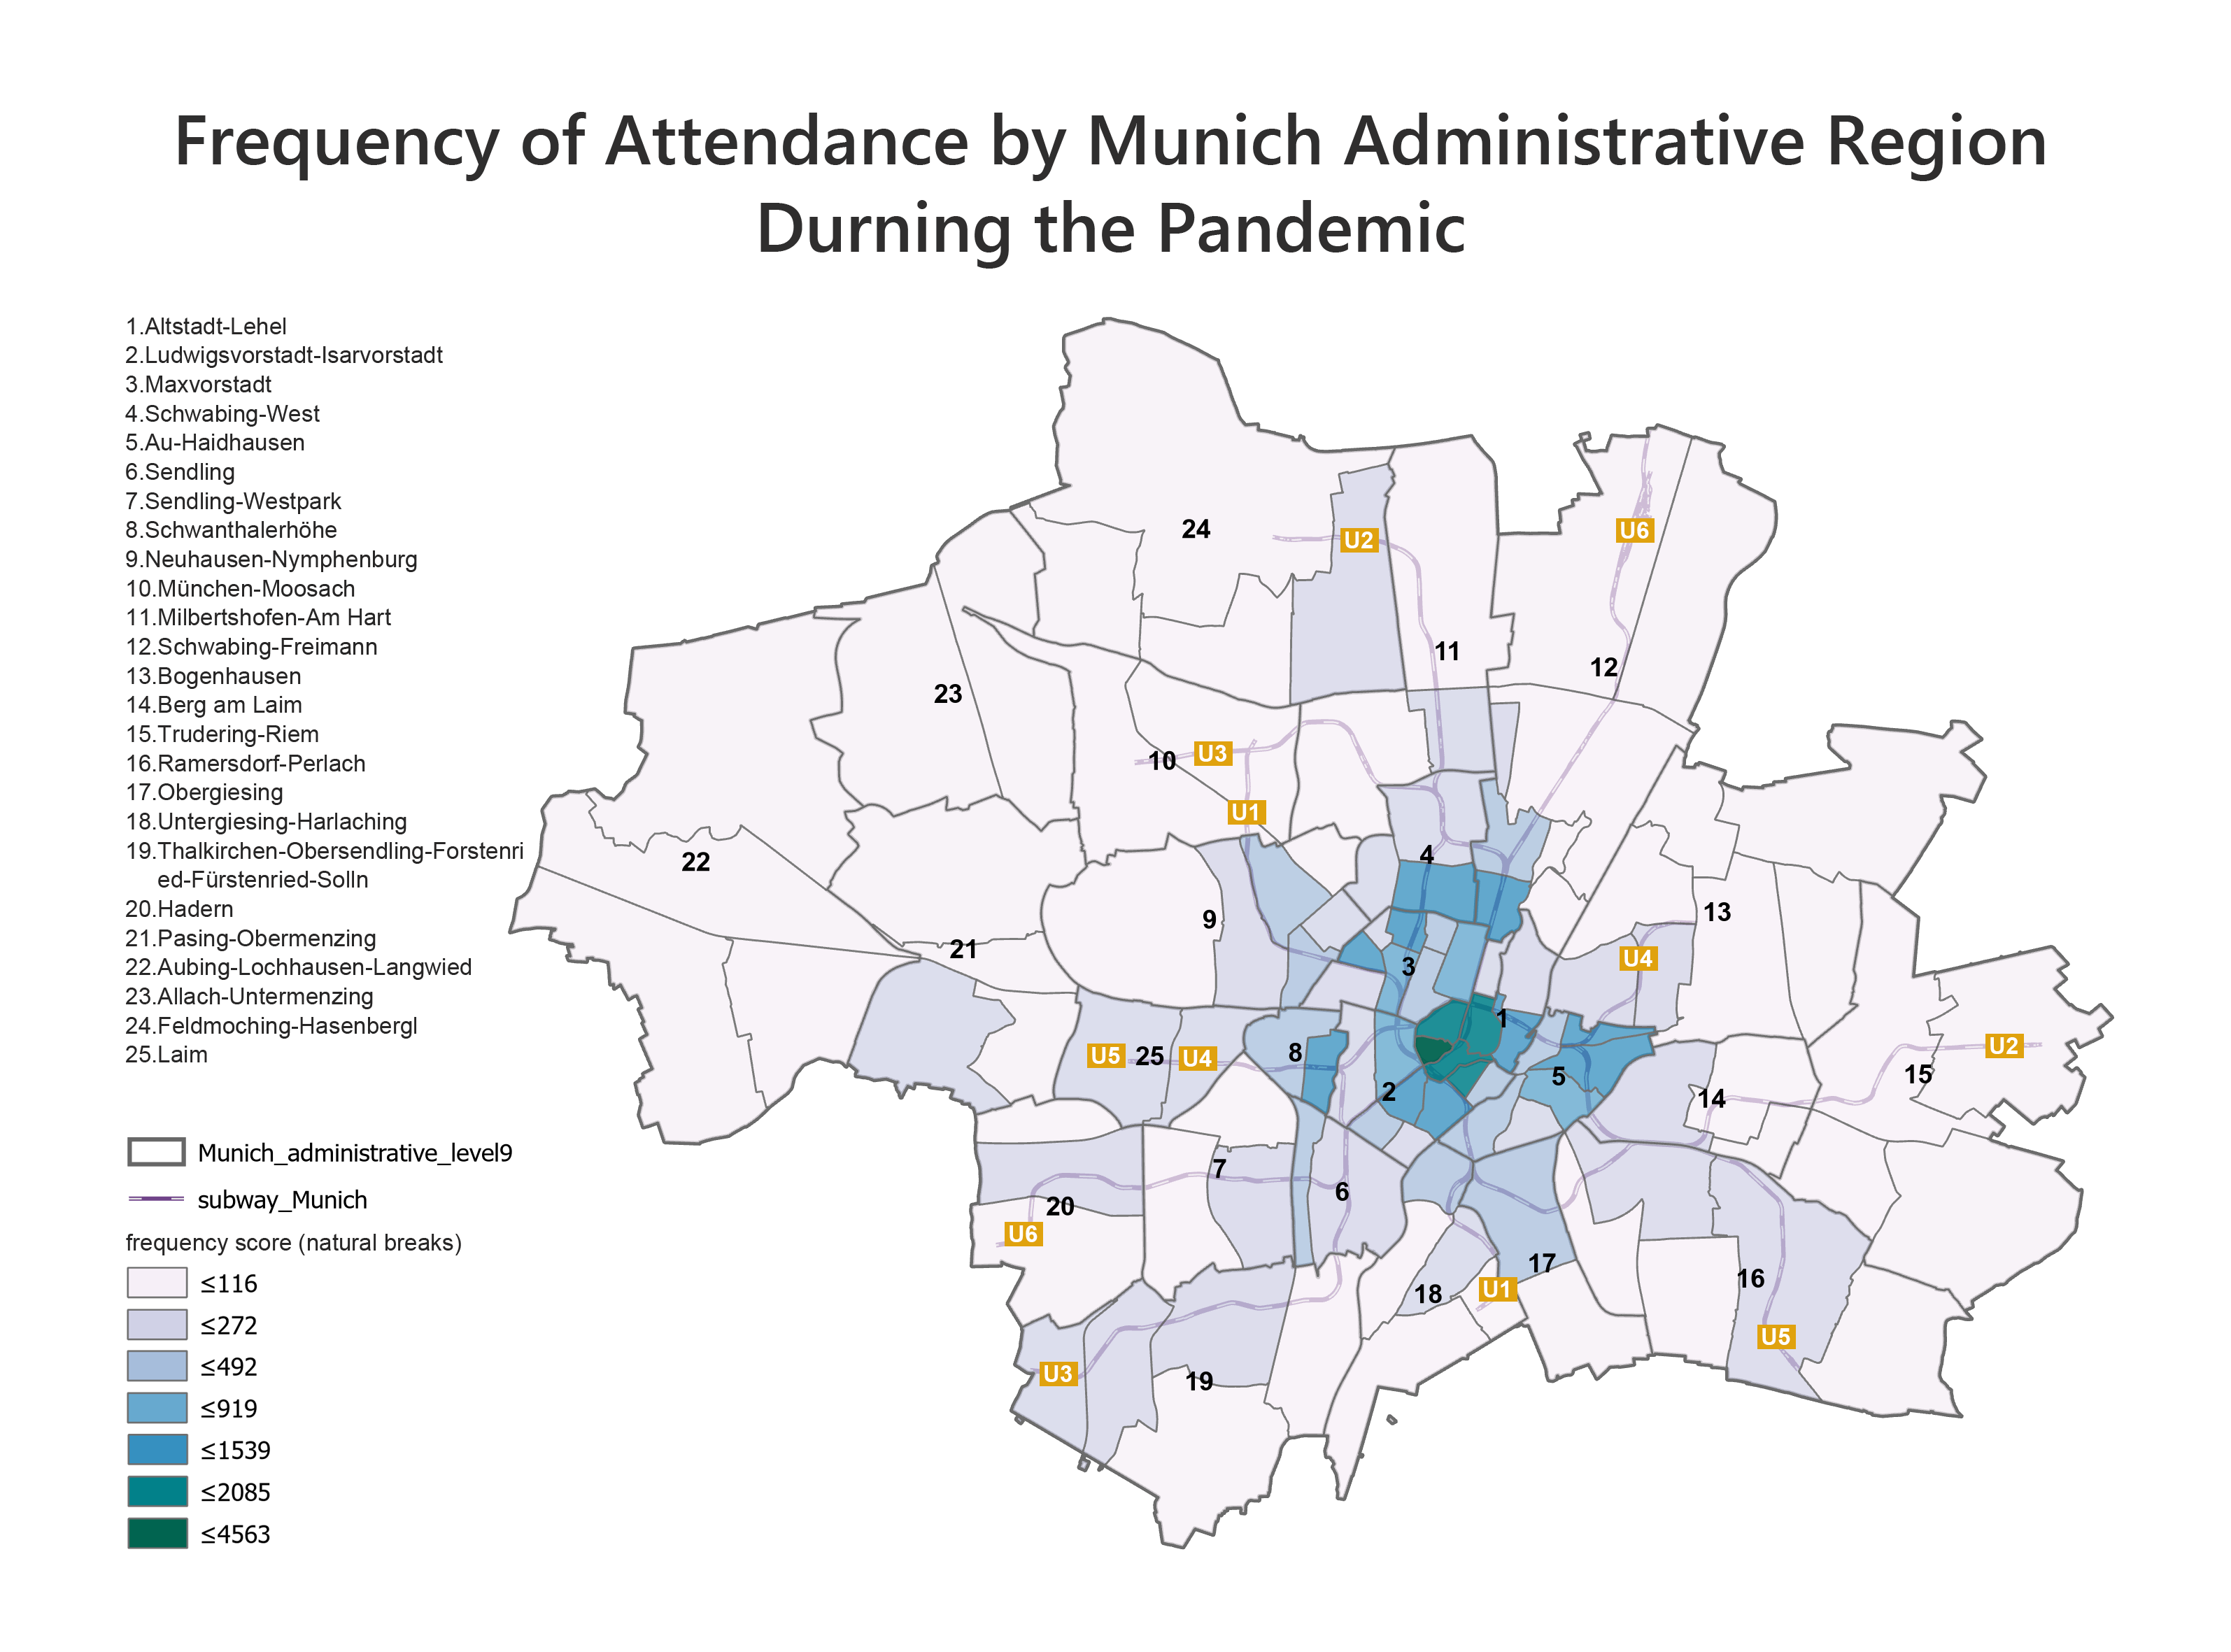 Frequency of Attendance by Munich Administrative Region
Durning the Pandemic
1.Altstadt-Lehel
2.Ludwigsvorstadt-Isarvorstadt
3.Maxvorstadt
4.Schwabing-West
5.Au-Haidhausen
6.Sendling
7.Sendling-Westpark
8.Schwanthalerhöhe
9.Neuhausen-Nymphenburg
10.München-Moosach
11.Milbertshofen-Am Hart
12.Schwabing-Freimann
13.Bogenhausen
14.Berg am Laim
15.Trudering-Riem
16.Ramersdorf-Perlach
17.Obergiesing
18.Untergiesing-Harlaching
19.Thalkirchen-Obersendling-Forstenri
ed-Fürstenried-Solln
20.Hadern
21.Pasing-Obermenzing
22.Aubing-Lochhausen-Langwied
23.Allach-Untermenzing
24.Feldmoching-Hasenbergl
25.Laim
Munich_administrative_level9
subway_Munich
frequency score (natural breaks)
≤116
≤272
≤492
≤919
≤1539
≤2085
≤4563
24
U2
U6
11
12
23
10
U3
U1
4
22
9
13
21
3
U4
1
U5
25
U4
8
5
U2
15
2
14
7
6
20
U6
17
18
U1
16
U5
U3
19